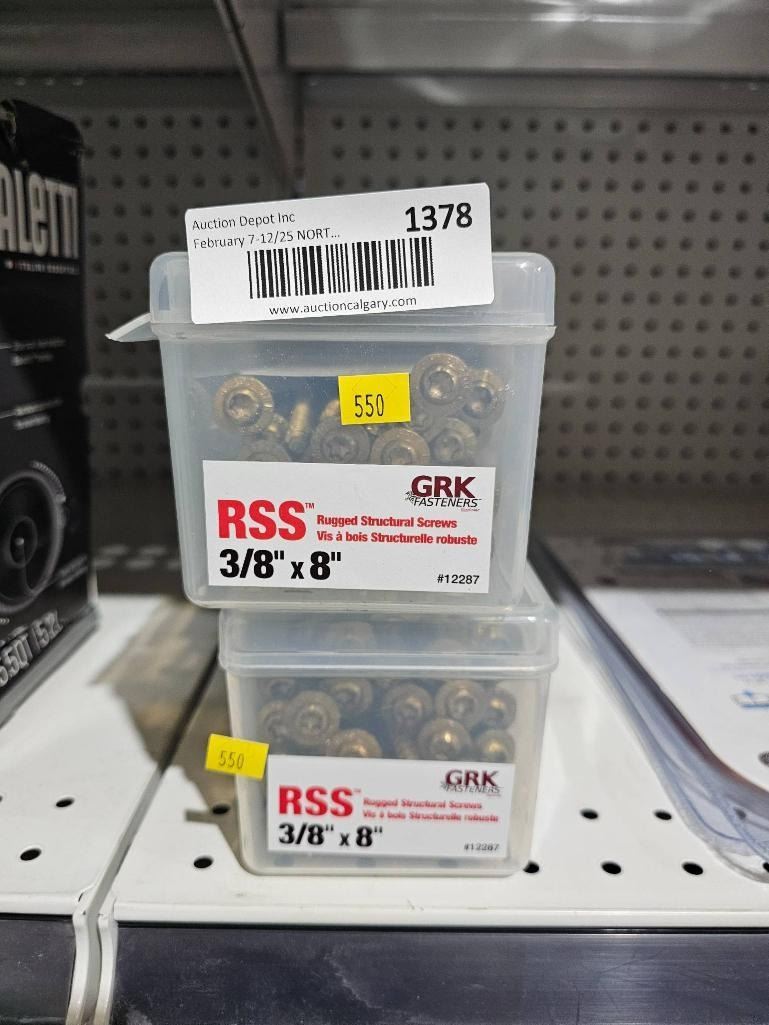 ALETTI
Auction Depot Inc
1378
February 7-12/25 NORT...
www.auctioncalgary.com
550
GRK
FASTENERS™
RSS™
Rugged Structural Screws
Vis à bois Structurelle robuste
3/8" x 8"
#12287
550
GRK
FASTENERS
RSS™
Rugged Structural Screws
Vis à bois Structurelle robuste
3/8" x 8"
#12287